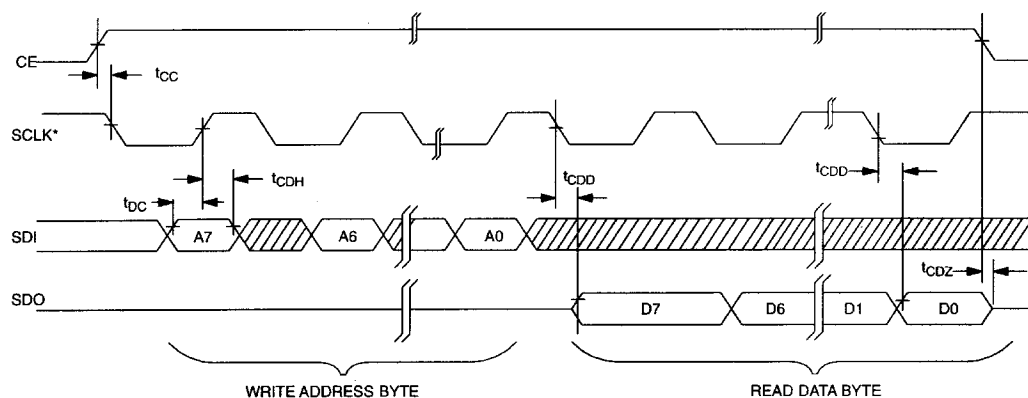 CE
tCC
SCLK*
tCDH
tCDD
tCDD
tDC
SDI
A7
A6
A0
tCDZ
SDO
D7
D6
D1
D0
WRITE ADDRESS BYTE
READ DATA BYTE